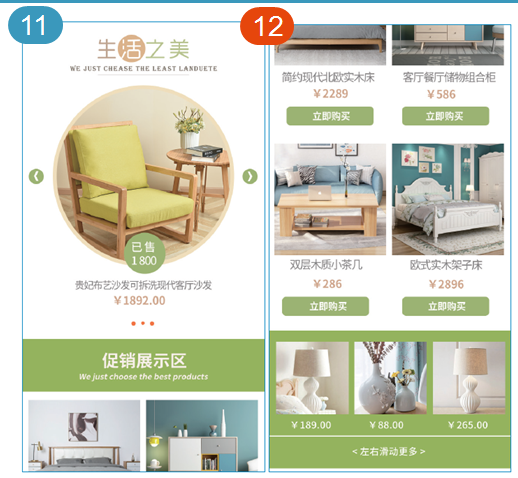 11
生活之美
WE JUST CHEASE THE LEAST LANDUETE
已售
1800
贵妃布艺沙发可拆洗现代客厅沙发
￥1892.00
促销展示区
We just choose the best products
12
简约现代北欧实木床
￥2289
立即购买
客厅餐厅储物组合柜
￥586
立即购买
双层木质小茶几
￥286
立即购买
欧式实木架子床
￥2896
立即购买
￥189.00
￥88.00
￥265.00
< 左右滑动更多 >